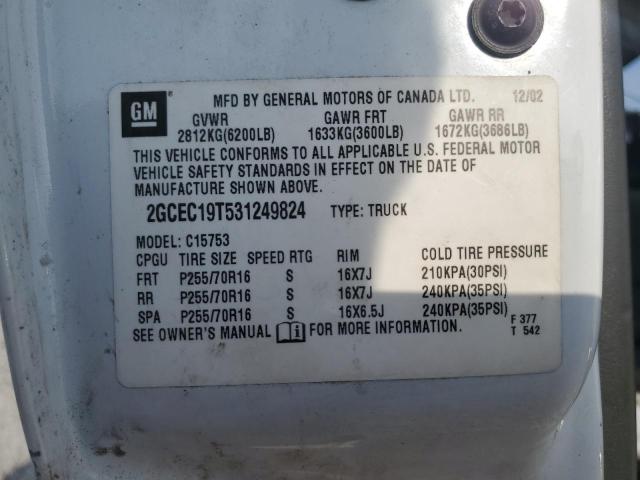 GM
MFD BY GENERAL MOTORS OF CANADA LTD. 12/02
GVWR GAWR FRT GAWR RR
2812KG(6200LB) 1633KG(3600LB) 1672KG(3686LB)
THIS VEHICLE CONFORMS TO ALL APPLICABLE U.S. FEDERAL MOTOR
VEHICLE SAFETY STANDARDS IN EFFECT ON THE DATE OF
MANUFACTURE SHOWN ABOVE.
2GCEC19T531249824 TYPE: TRUCK
MODEL: C15753
CPGU TIRE SIZE SPEED RTG RIM COLD TIRE PRESSURE
FRT P255/70R16 S 16X7J 210KPA(30PSI)
RR P255/70R16 S 16X7J 240KPA(35PSI)
SPA P255/70R16 S 16X6.5J 240KPA(35PSI)
SEE OWNER'S MANUAL FOR MORE INFORMATION.
F 377
T 542